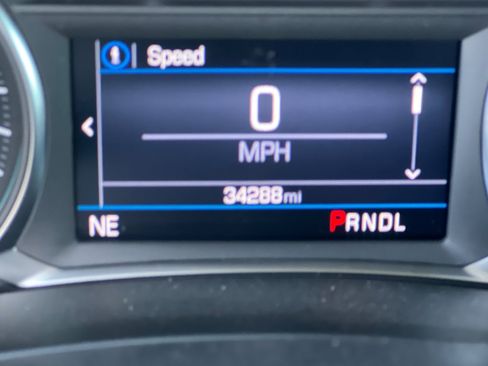 Speed
0
MPH
34288 mi
NE
PRNDL